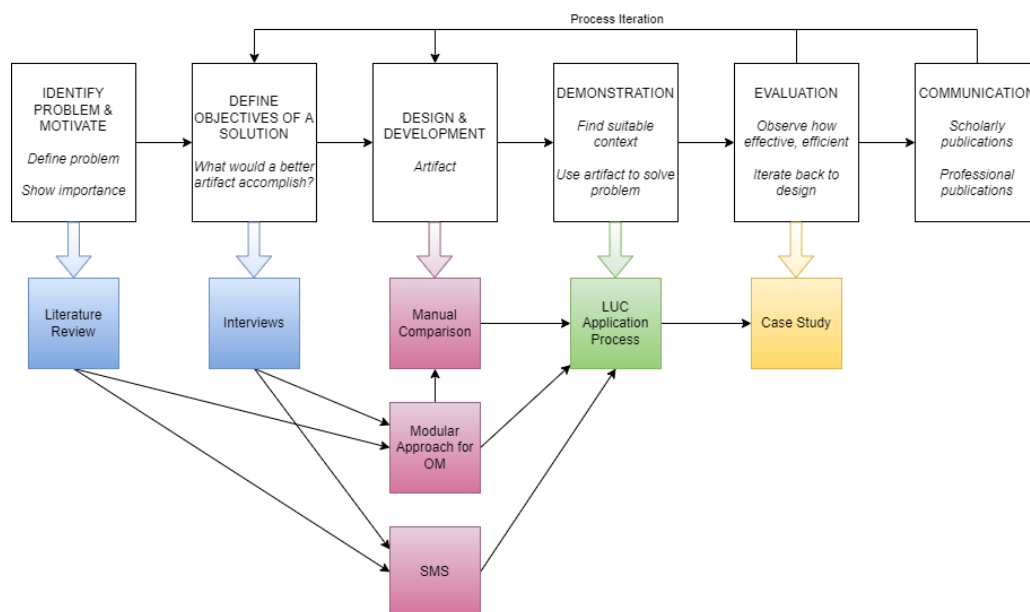 Process Iteration
IDENTIFY
PROBLEM &
MOTIVATE
Define problem
Show importance
DEFINE
OBJECTIVES OF A
SOLUTION
What would a better
artifact accomplish?
DESIGN &
DEVELOPMENT
Artifact
DEMONSTRATION
Find suitable
context
Use artifact to solve
problem
EVALUATION
Observe how
effective, efficient
Iterate back to
design
COMMUNICATION
Scholarly
publications
Professional
publications
Literature
Review
Interviews
Manual
Comparison
LUC
Application
Process
Case Study
Modular
Approach for
OM
SMS